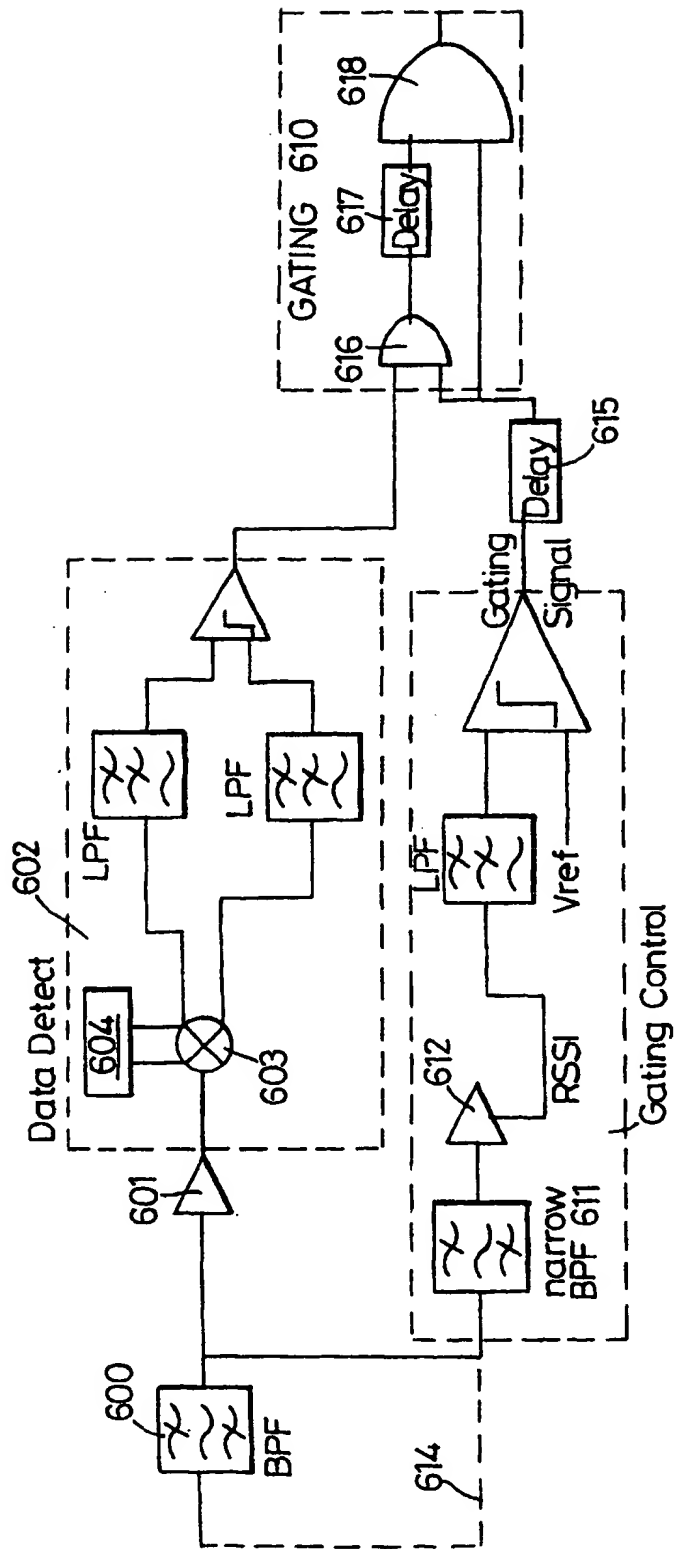 600
BPF
614
601
Data Detect
602
604
603
LPF
LPF
narrow
BPF 611
612
RSSI
LPF
Vref
Gating Control
Gating
Signal
Delay
615
GATING 610
616
617
Delay
618